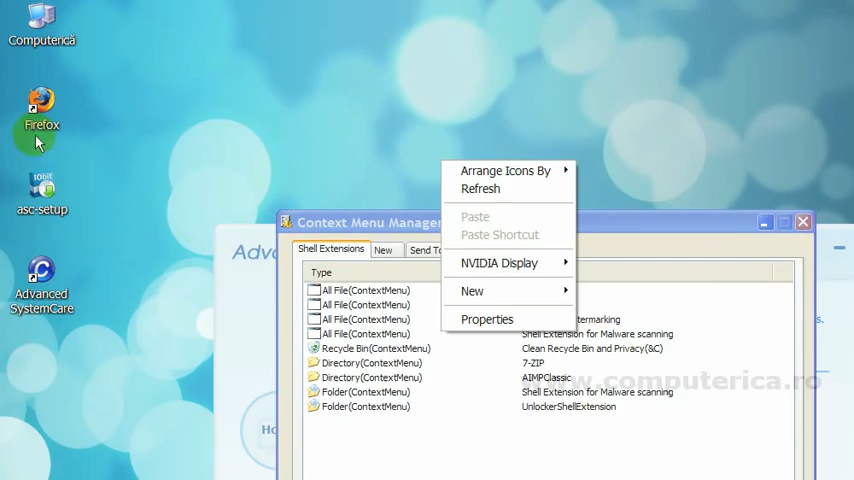 Computerică
Firefox
IObit
asc-setup
Advanced
SystemCare
Arrange Icons By
Refresh
Paste
Paste Shortcut
NVIDIA Display
New
Properties
Context Menu Manager
Shell Extensions
New
Send To
Type
All File(ContextMenu)
All File(ContextMenu)
All File(ContextMenu) termarking
All File(ContextMenu) Shell Extension for Malware scanning
Recycle Bin(ContextMenu) Clean Recycle Bin and Privacy(&C)
Directory(ContextMenu) 7-ZIP
Directory(ContextMenu) AIMPClassic
Folder(ContextMenu) Shell Extension for Malware scanning
Folder(ContextMenu) UnlockerShellExtension
Adva
s.
Ho
www.computerica.ro